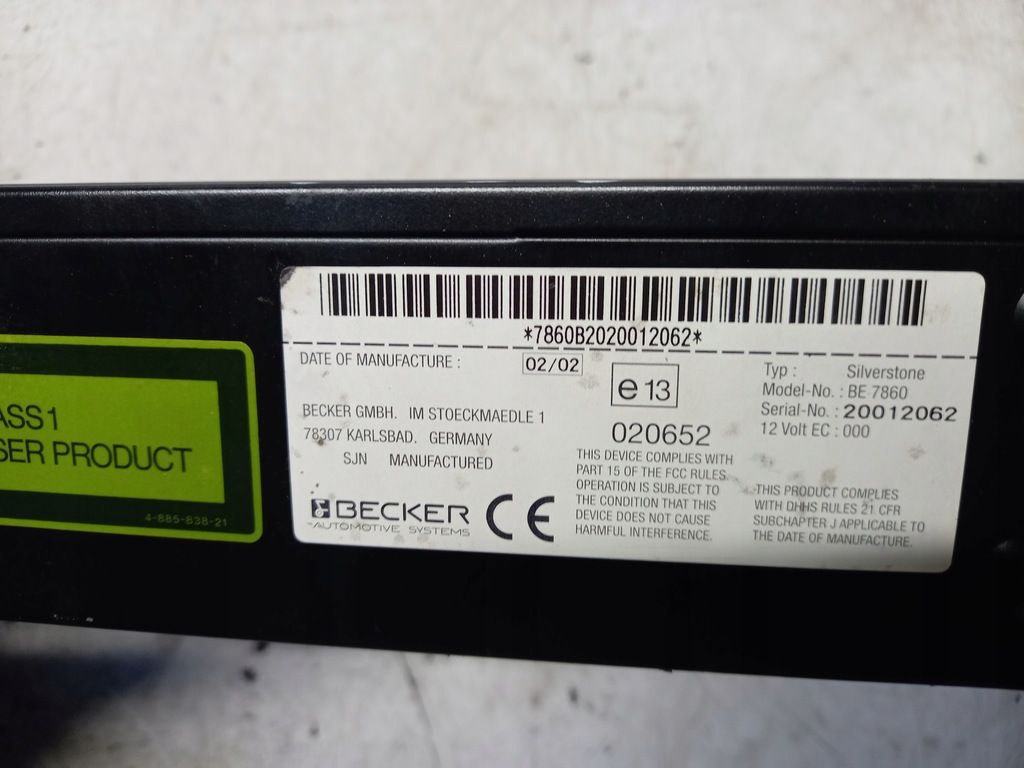 *7860B2020012062*
DATE OF MANUFACTURE : 02/02
BECKER GMBH. IM STOECKMAEDLE 1
78307 KARLSBAD. GERMANY
SJN MANUFACTURED
BECKER
AUTOMOTIVE SYSTEMS
CE
e 13
020652
THIS DEVICE COMPLIES WITH
PART 15 OF THE FCC RULES.
OPERATION IS SUBJECT TO
THE CONDITION THAT THIS
DEVICE DOES NOT CAUSE
HARMFUL INTERFERENCE.
Typ : Silverstone
Model-No. : BE 7860
Serial-No. : 20012062
12 Volt EC : 000
THIS PRODUCT COMPLIES
WITH DHHS RULES 21 CFR
SUBCHAPTER J APPLICABLE TO
THE DATE OF MANUFACTURE.
ASS1
SER PRODUCT
4-885-838-21